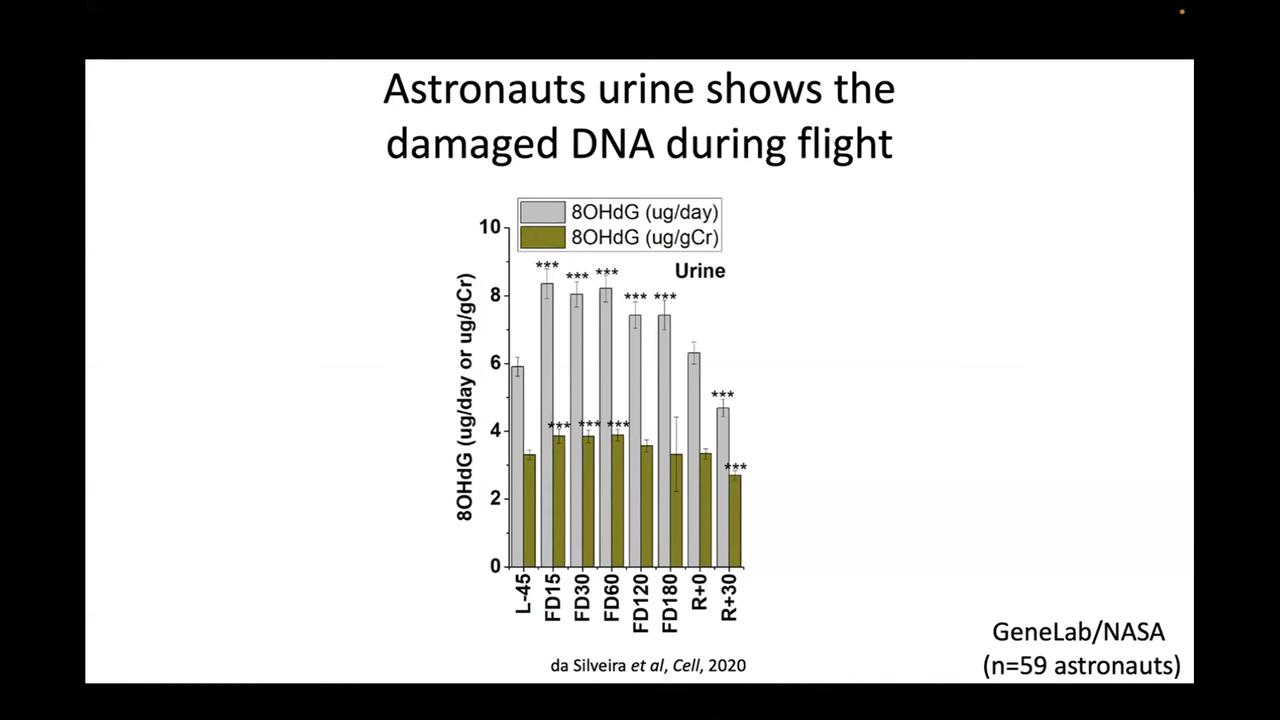 Astronauts urine shows the
damaged DNA during flight
8OHdG (ug/day)
8OHdG (ug/gCr)
Urine
8OHdG (ug/day or ug/gCr)
10
8
6
4
2
0
*** *** *** *** *** ***
*** *** *** ***
L-45 FD15 FD30 FD60 FD120 FD180 R+0 R+30
da Silveira et al, Cell, 2020
GeneLab/NASA
(n=59 astronauts)